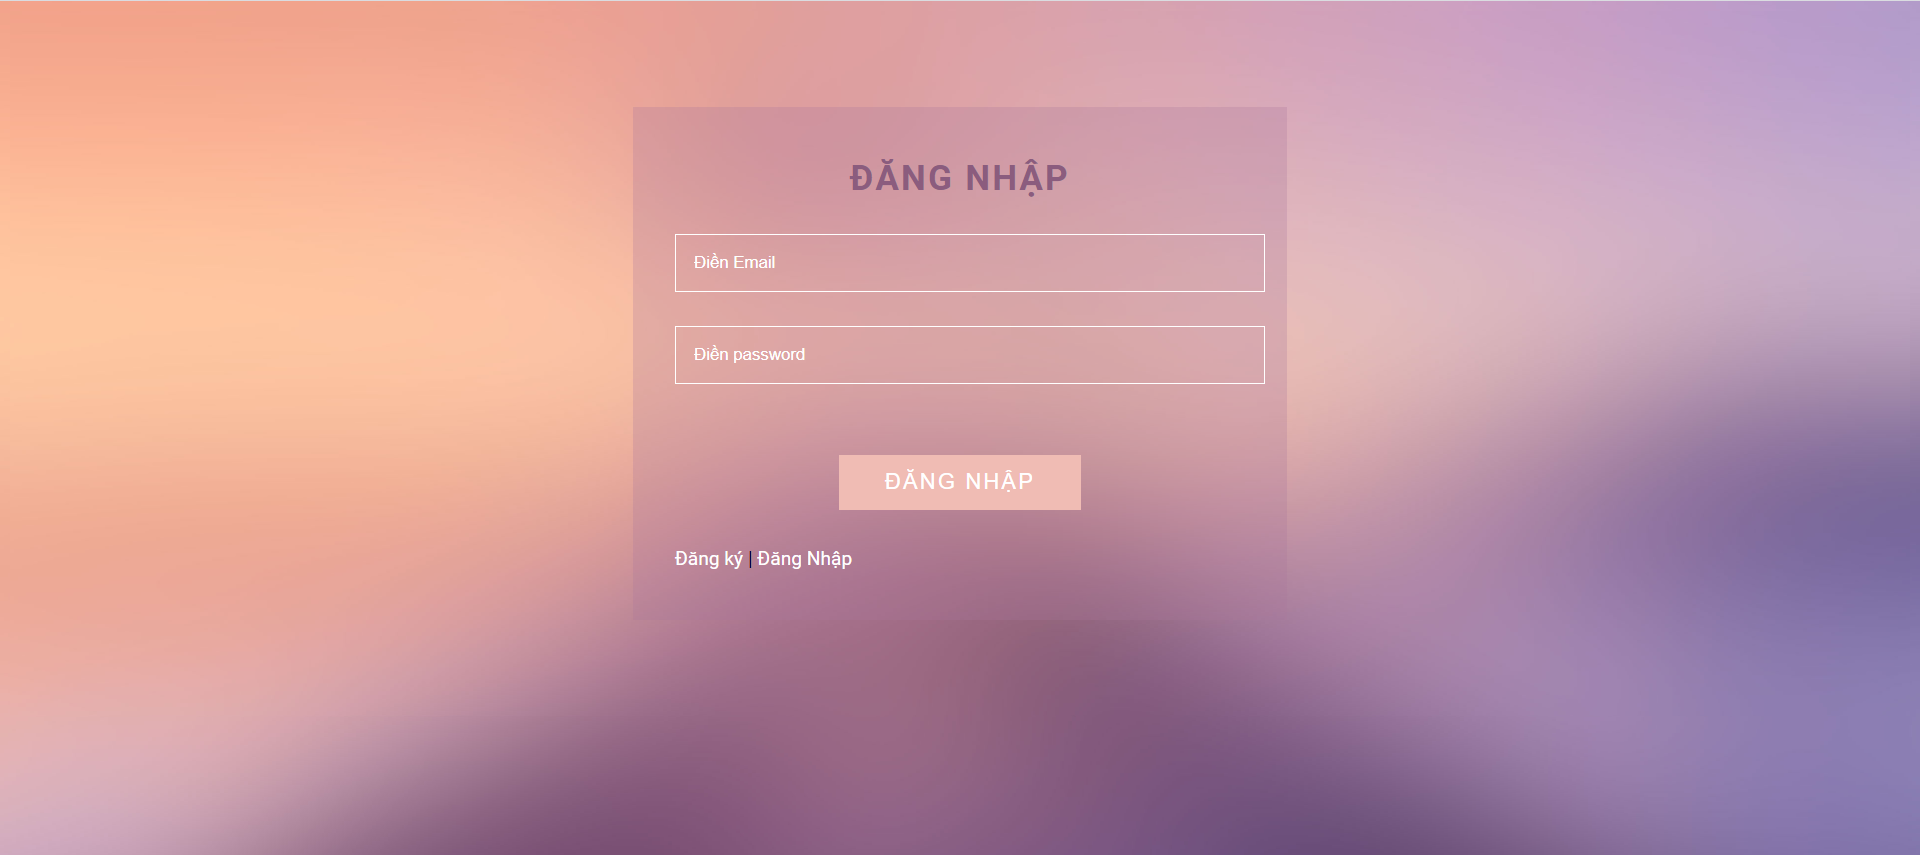 ĐĂNG NHẬP
Điền Email
Điền password
ĐĂNG NHẬP
Đăng ký | Đăng Nhập